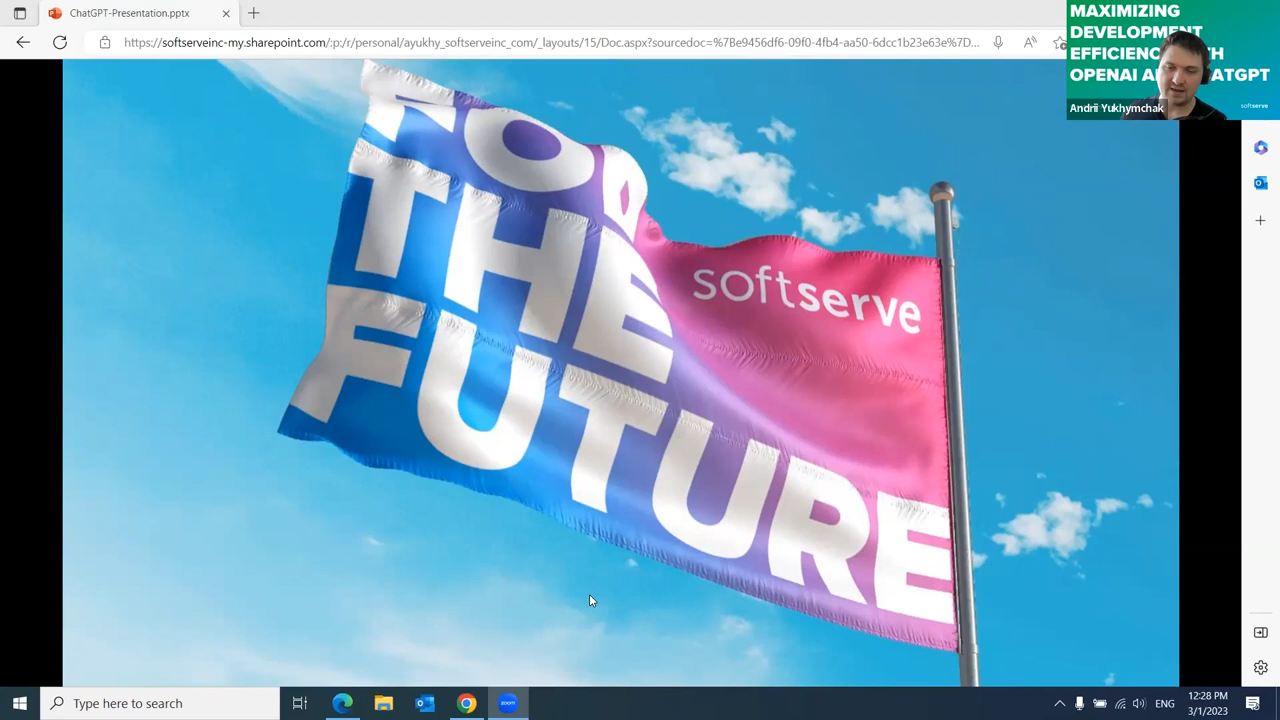 ChatGPT-Presentation.pptx
https://softserveinc-my.sharepoint.com/:p:/r/personal/ayukhy_softserveinc_com/_layouts/15/Doc.aspx?sourcedoc=%7Be9456df6-09f0-4fb4-aa50-6dcc1b23e63e%7D...
MAXIMIZING
DEVELOPMENT
OPENAI
Andrii Yukhymchak
softserve
FOR
THE
FUTURE
softserve
Type here to search
zoom
ENG
12:28 PM
3/1/2023